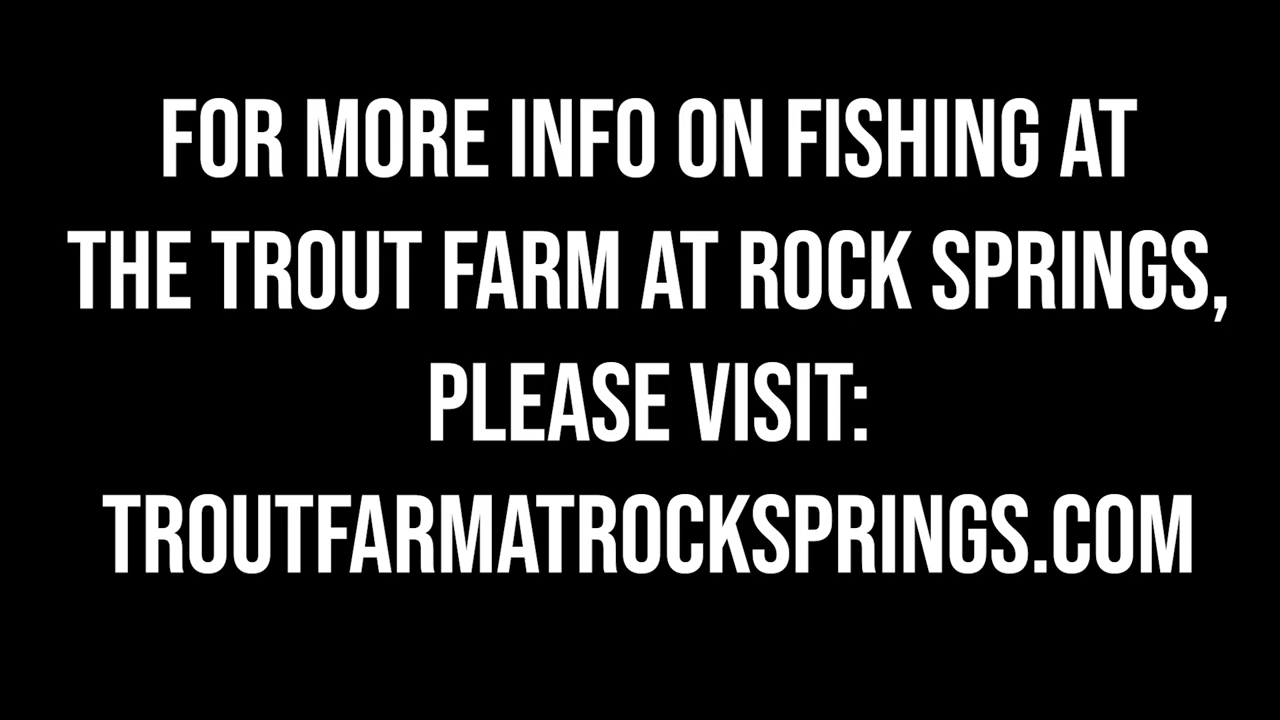 FOR MORE INFO ON FISHING AT
THE TROUT FARM AT ROCK SPRINGS,
PLEASE VISIT:
TROUTFARMATROCKSPRINGS.COM